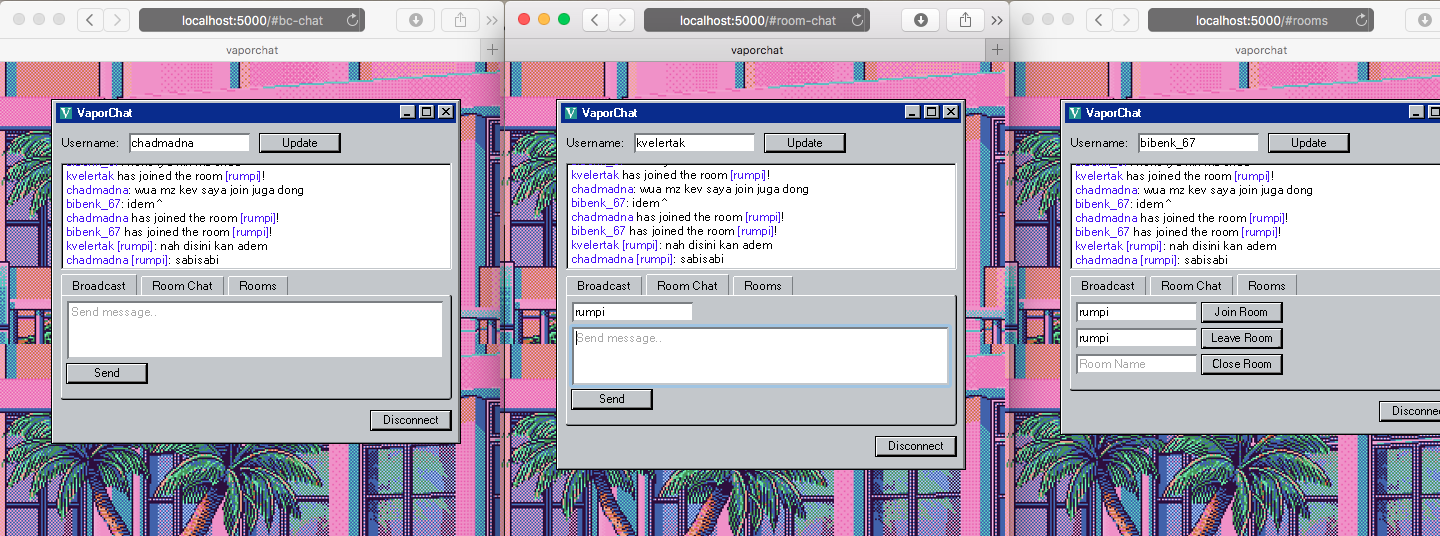 localhost:5000/#bc-chat
vaporchat
VaporChat
Username: chadmadna Update
kvelertak has joined the room [rumpi]!
chadmadna: wua mz kev saya join juga dong
bibenk_67: idem^
chadmadna has joined the room [rumpi]!
bibenk_67 has joined the room [rumpi]!
kvelertak [rumpi]: nah disini kan adem
chadmadna [rumpi]: sabisabi
Broadcast Room Chat Rooms
Send message..
Send
Disconnect
localhost:5000/#room-chat
vaporchat
VaporChat
Username: kvelertak Update
kvelertak has joined the room [rumpi]!
chadmadna: wua mz kev saya join juga dong
bibenk_67: idem^
chadmadna has joined the room [rumpi]!
bibenk_67 has joined the room [rumpi]!
kvelertak [rumpi]: nah disini kan adem
chadmadna [rumpi]: sabisabi
Broadcast Room Chat Rooms
rumpi
Send message..
Send
Disconnect
localhost:5000/#rooms
vaporchat
VaporChat
Username: bibenk_67 Update
kvelertak has joined the room [rumpi]!
chadmadna: wua mz kev saya join juga dong
bibenk_67: idem^
chadmadna has joined the room [rumpi]!
bibenk_67 has joined the room [rumpi]!
kvelertak [rumpi]: nah disini kan adem
chadmadna [rumpi]: sabisabi
Broadcast Room Chat Rooms
rumpi Join Room
rumpi Leave Room
Room Name Close Room
Disconnec